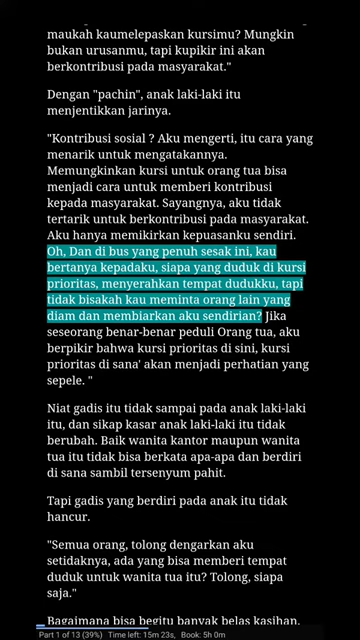 maukah kaumelepaskan kursimu? Mungkin
bukan urusanmu, tapi kupikir ini akan
berkontribusi pada masyarakat."
Dengan "pachin", anak laki-laki itu
menjentikkan jarinya.
"Kontribusi sosial ? Aku mengerti, itu cara yang
menarik untuk mengatakannya.
Memungkinkan kursi untuk orang tua bisa
menjadi cara untuk memberi kontribusi
kepada masyarakat. Sayangnya, aku tidak
tertarik untuk berkontribusi pada masyarakat.
Aku hanya memikirkan kepuasanku sendiri.
Oh, Dan di bus yang penuh sesak ini, kau
bertanya kepadaku, siapa yang duduk di kursi
prioritas, menyerahkan tempat dudukku, tapi
tidak bisakah kau meminta orang lain yang
diam dan membiarkan aku sendirian? Jika
seseorang benar-benar peduli Orang tua, aku
berpikir bahwa kursi prioritas di sini, kursi
prioritas di sana' akan menjadi perhatian yang
sepele. "
Niat gadis itu tidak sampai pada anak laki-laki
itu, dan sikap kasar anak laki-laki itu tidak
berubah. Baik wanita kantor maupun wanita
tua itu tidak bisa berkata apa-apa dan berdiri
di sana sambil tersenyum pahit.
Tapi gadis yang berdiri pada anak itu tidak
hancur.
"Semua orang, tolong dengarkan aku
setidaknya, ada yang bisa memberi tempat
duduk untuk wanita tua itu? Tolong, siapa
saja."
Bagaimana bisa begitu banyak belas kasihan,
Part 1 of 13 (39%) Time left: 15m 23s, Book: 5h 0m